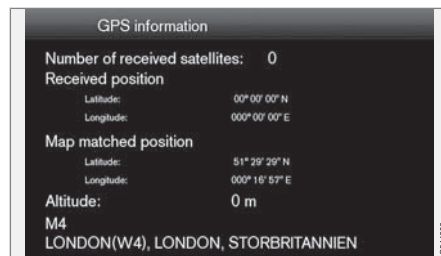 GPS information
Number of received satellites: 0
Received position
Latitude: 00° 00' 00" N
Longitude: 000° 00' 00" E
Map matched position
Latitude: 51° 29' 29" N
Longitude: 000° 16' 57" E
Altitude: 0 m
M4
LONDON(W4), LONDON, STORBRITANNIEN